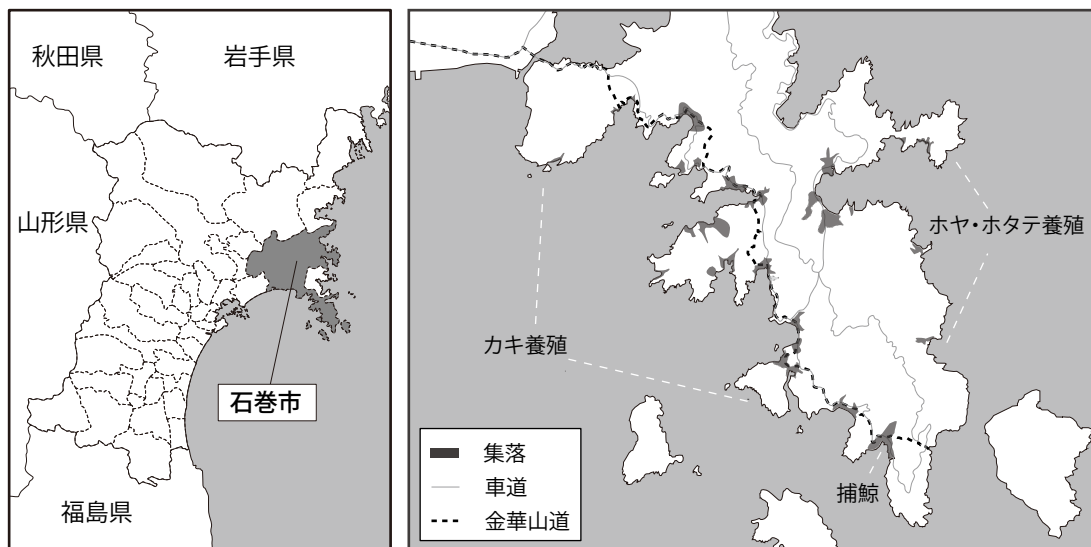 秋田県
岩手県
山形県
石巻市
福島県
ホヤ・ホタテ養殖
カキ養殖
捕鯨
集落
車道
金華山道